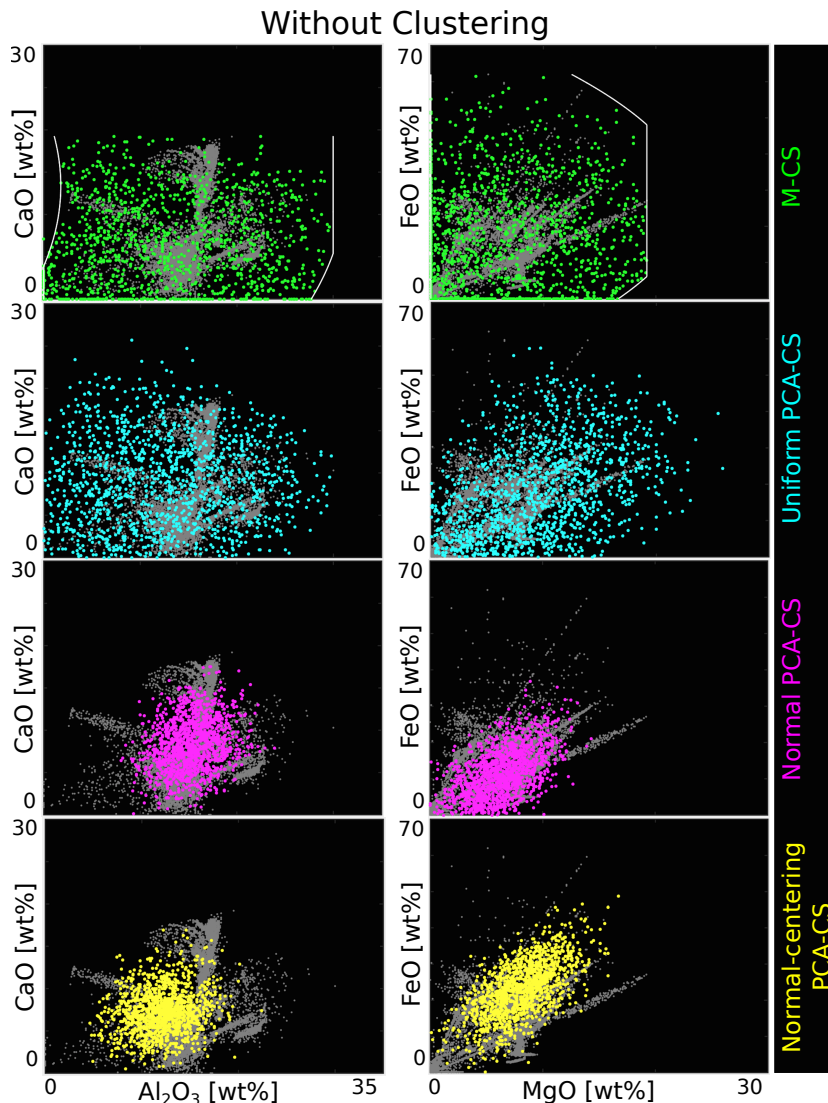 Without Clustering
30
CaO [wt%]
0
70
FeO [wt%]
0
M-CS
30
CaO [wt%]
0
70
FeO [wt%]
0
Uniform PCA-CS
30
CaO [wt%]
0
70
FeO [wt%]
0
Normal PCA-CS
30
CaO [wt%]
0
70
FeO [wt%]
0
Normal-centering
PCA-CS
0
Al₂O₃ [wt%]
35
0
MgO [wt%]
30